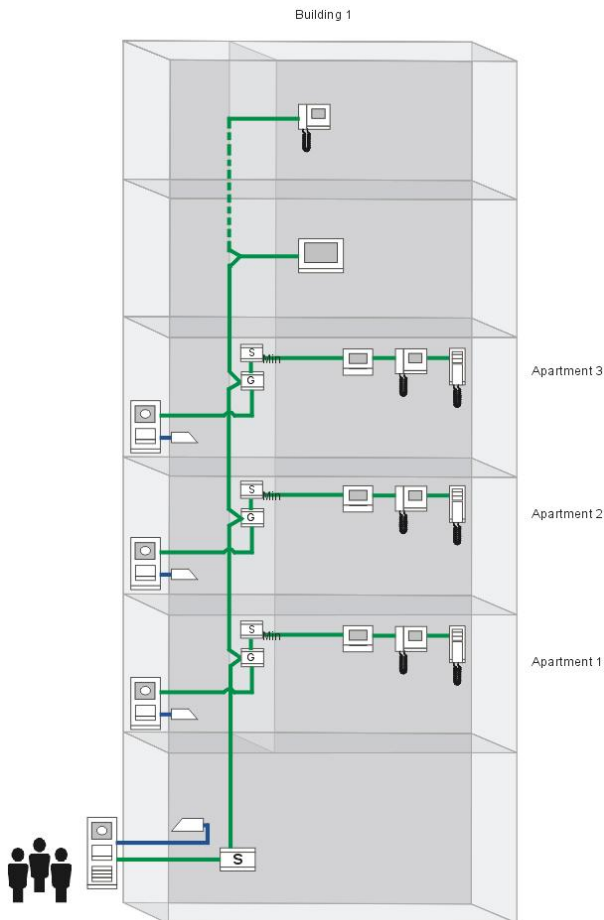 Building 1
S
Min
G
Apartment 3
S
Min
G
Apartment 2
S
Min
G
Apartment 1
S